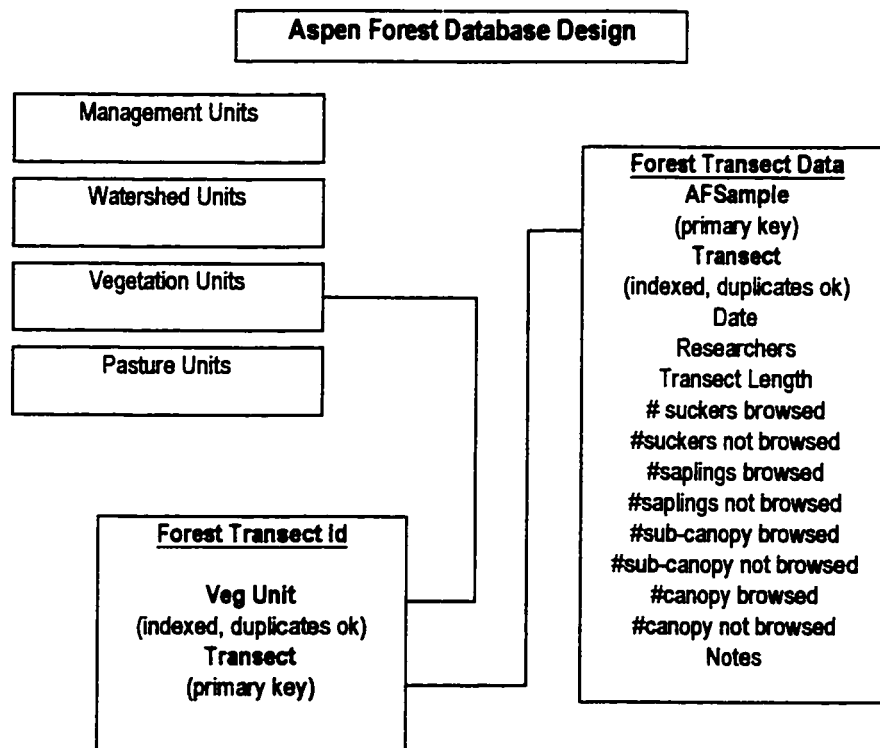 Aspen Forest Database Design
Management Units
Watershed Units
Vegetation Units
Pasture Units
Forest Transect Id
Veg Unit
(indexed, duplicates ok)
Transect
(primary key)
Forest Transect Data
AFSample
(primary key)
Transect
(indexed, duplicates ok)
Date
Researchers
Transect Length
# suckers browsed
#suckers not browsed
#saplings browsed
#saplings not browsed
#sub-canopy browsed
#sub-canopy not browsed
#canopy browsed
#canopy not browsed
Notes